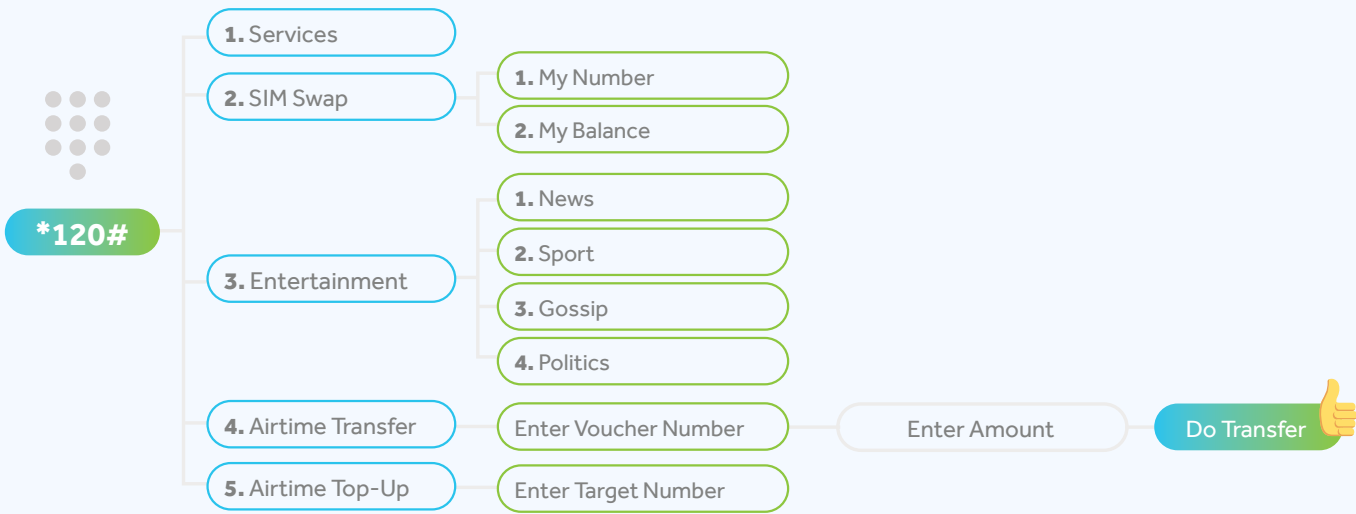 1. Services
2. SIM Swap
1. My Number
2. My Balance
*120#
1. News
2. Sport
3. Entertainment
3. Gossip
4. Politics
4. Airtime Transfer
Enter Voucher Number
Enter Amount
Do Transfer
5. Airtime Top-Up
Enter Target Number